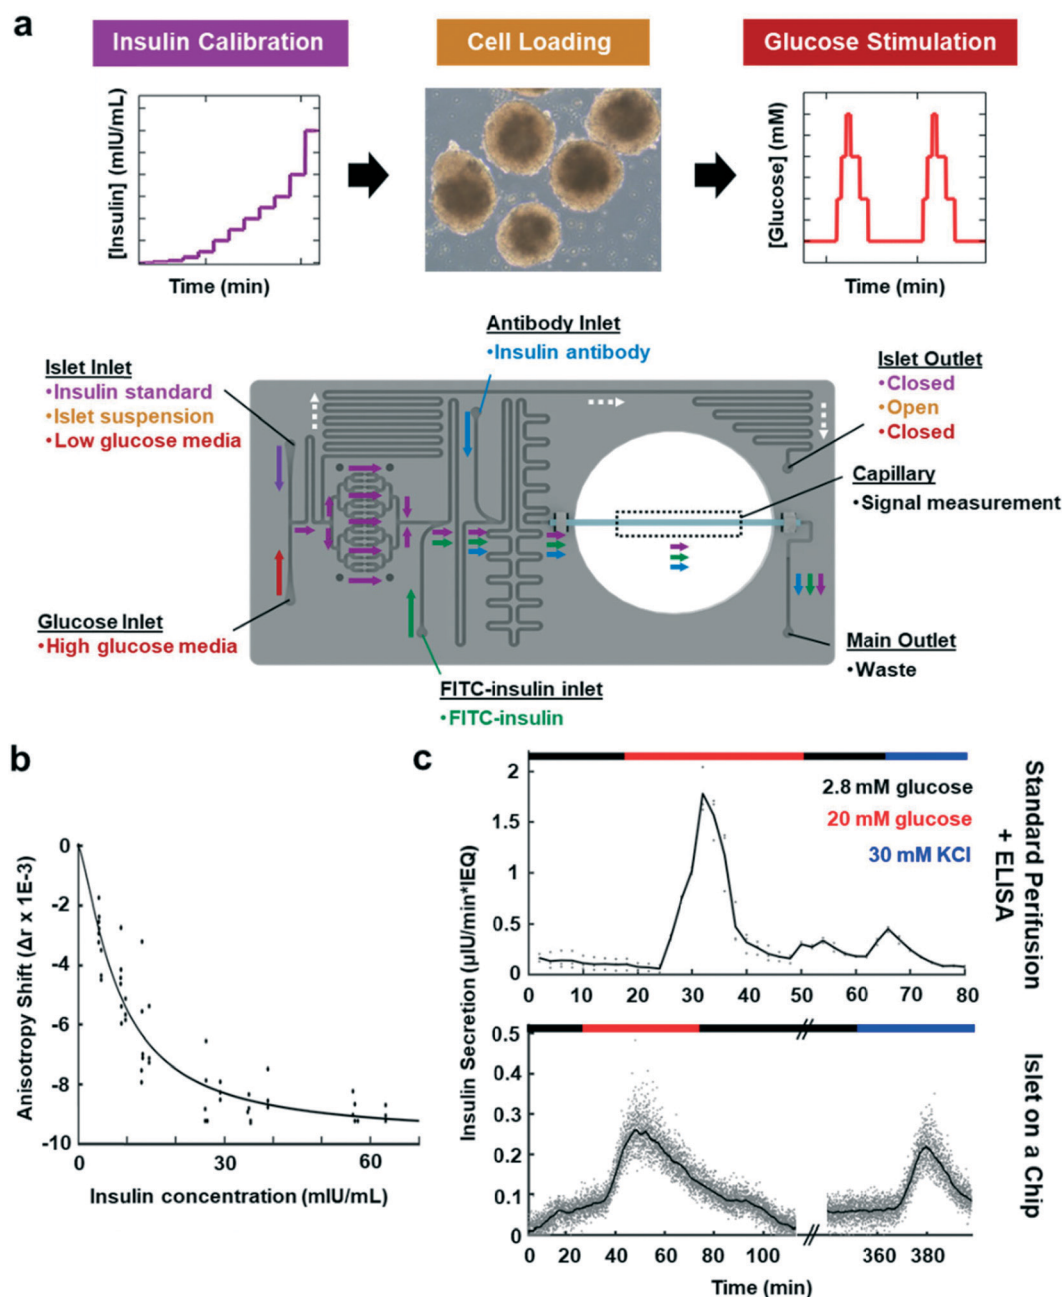 a
Insulin Calibration
Cell Loading
Glucose Stimulation
[Insulin] (mIU/mL)
Time (min)
[Glucose] (mM)
Time (min)
Antibody Inlet
•Insulin antibody
Islet Inlet
•Insulin standard
•Islet suspension
•Low glucose media
Islet Outlet
•Closed
•Open
•Closed
Capillary
•Signal measurement
Glucose Inlet
•High glucose media
Main Outlet
•Waste
FITC-insulin inlet
•FITC-insulin
b
Anisotropy Shift (Δr x 1E-3)
0
-2
-4
-6
-8
-10
0 30 60
Insulin concentration (mIU/mL)
c
Insulin Secretion (µIU/min*IEQ)
2
1.5
1
0.5
0
2.8 mM glucose
20 mM glucose
30 mM KCl
0 10 20 30 40 50 60 70 80
Standard Perifusion
+ ELISA
0.5
0.4
0.3
0.2
0.1
0
0 20 40 60 80 100 360 380
Time (min)
Islet on a Chip